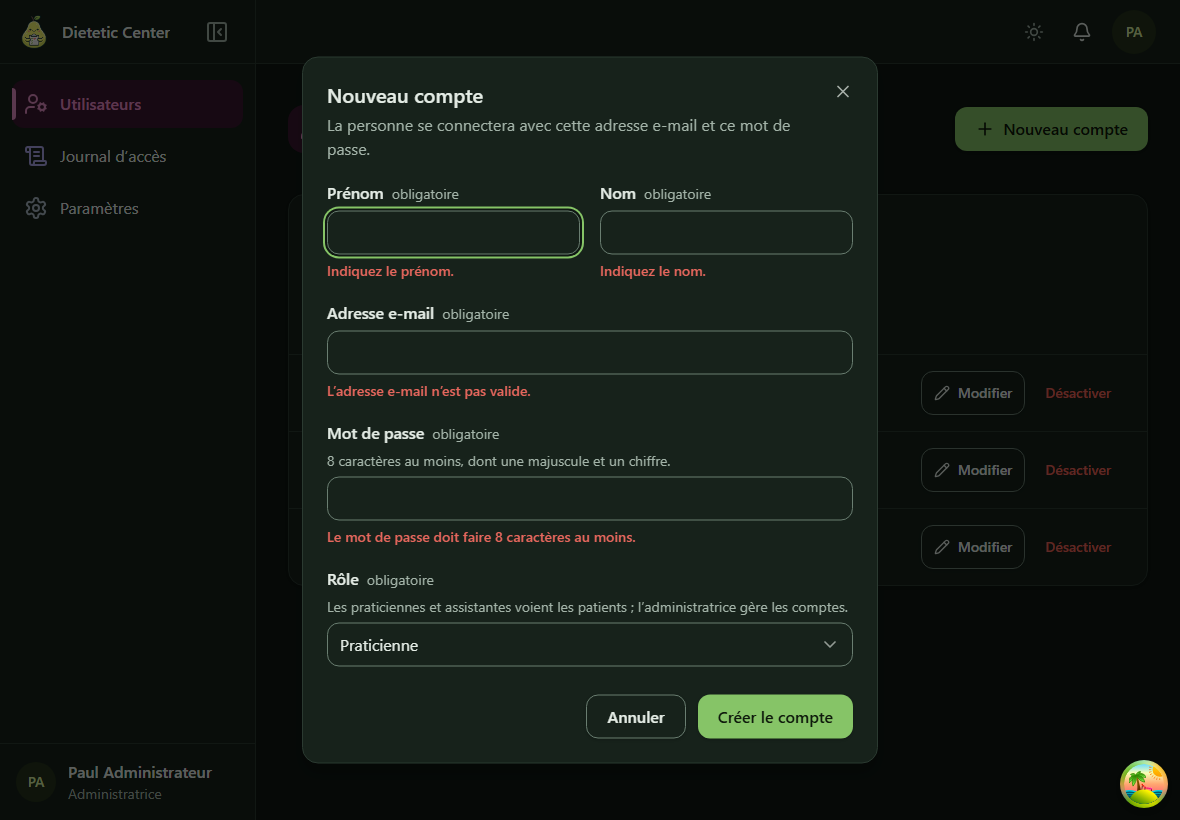 Dietetic Center
PA
Utilisateurs
Journal d’accès
Paramètres
Nouveau compte
Nouveau compte
La personne se connectera avec cette adresse e-mail et ce mot de
passe.
Prénom obligatoire
Nom obligatoire
Indiquez le prénom.
Indiquez le nom.
Adresse e-mail obligatoire
L’adresse e-mail n’est pas valide.
Mot de passe obligatoire
8 caractères au moins, dont une majuscule et un chiffre.
Le mot de passe doit faire 8 caractères au moins.
Rôle obligatoire
Les praticiennes et assistantes voient les patients ; l’administratrice gère les comptes.
Praticienne
Annuler
Créer le compte
Modifier Désactiver
Modifier Désactiver
Modifier Désactiver
PA
Paul Administrateur
Administratrice